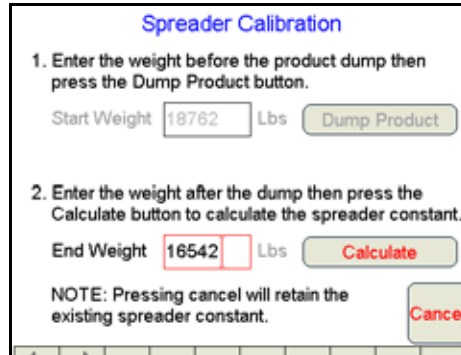 Spreader Calibration
1. Enter the weight before the product dump then
press the Dump Product button.
Start Weight 18762 Lbs Dump Product
2. Enter the weight after the dump then press the
Calculate button to calculate the spreader constant.
End Weight 16542 Lbs Calculate
NOTE: Pressing cancel will retain the
existing spreader constant.
Cance